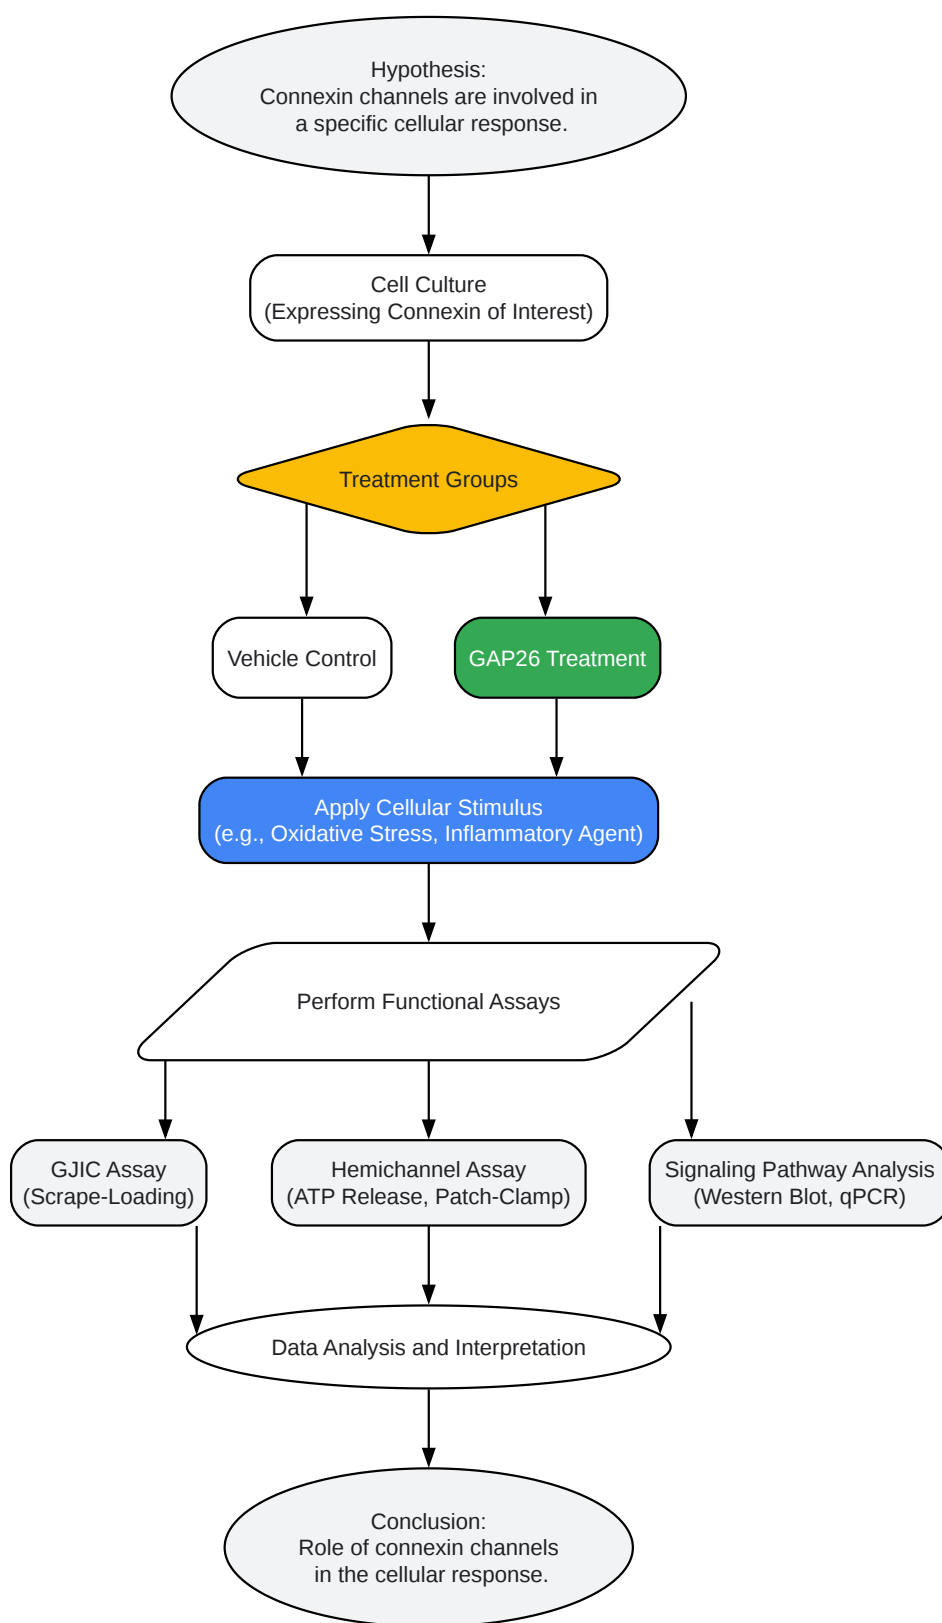 Hypothesis:
Connexin channels are involved in
a specific cellular response.
Cell Culture
(Expressing Connexin of Interest)
Treatment Groups
Vehicle Control
GAP26 Treatment
Apply Cellular Stimulus
(e.g., Oxidative Stress, Inflammatory Agent)
Perform Functional Assays
GJIC Assay
(Scrape-Loading)
Hemichannel Assay
(ATP Release, Patch-Clamp)
Signaling Pathway Analysis
(Western Blot, qPCR)
Data Analysis and Interpretation
Conclusion:
Role of connexin channels
in the cellular response.